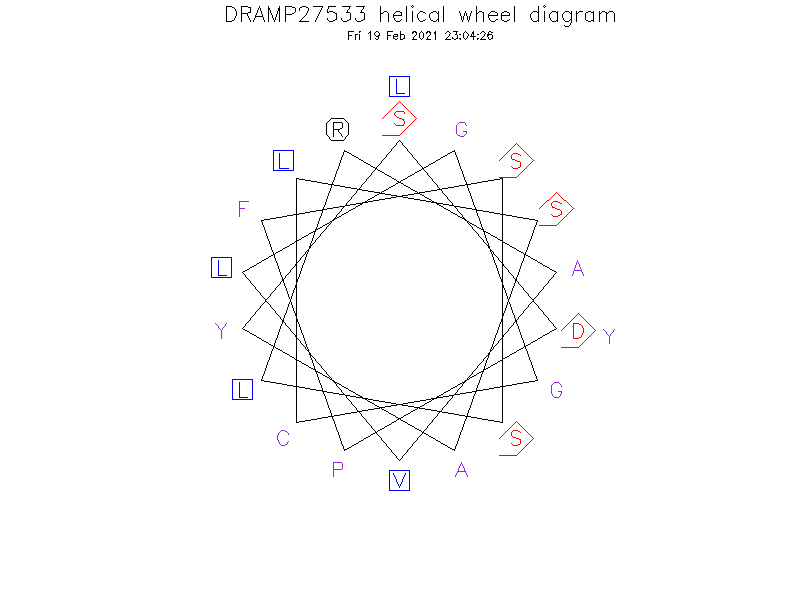 DRAMP27533 helical wheel diagram
Fri 19 Feb 2021 23:04:26
L
S
R G
L S
F S
L A
Y D Y
L G
C S
P A
V